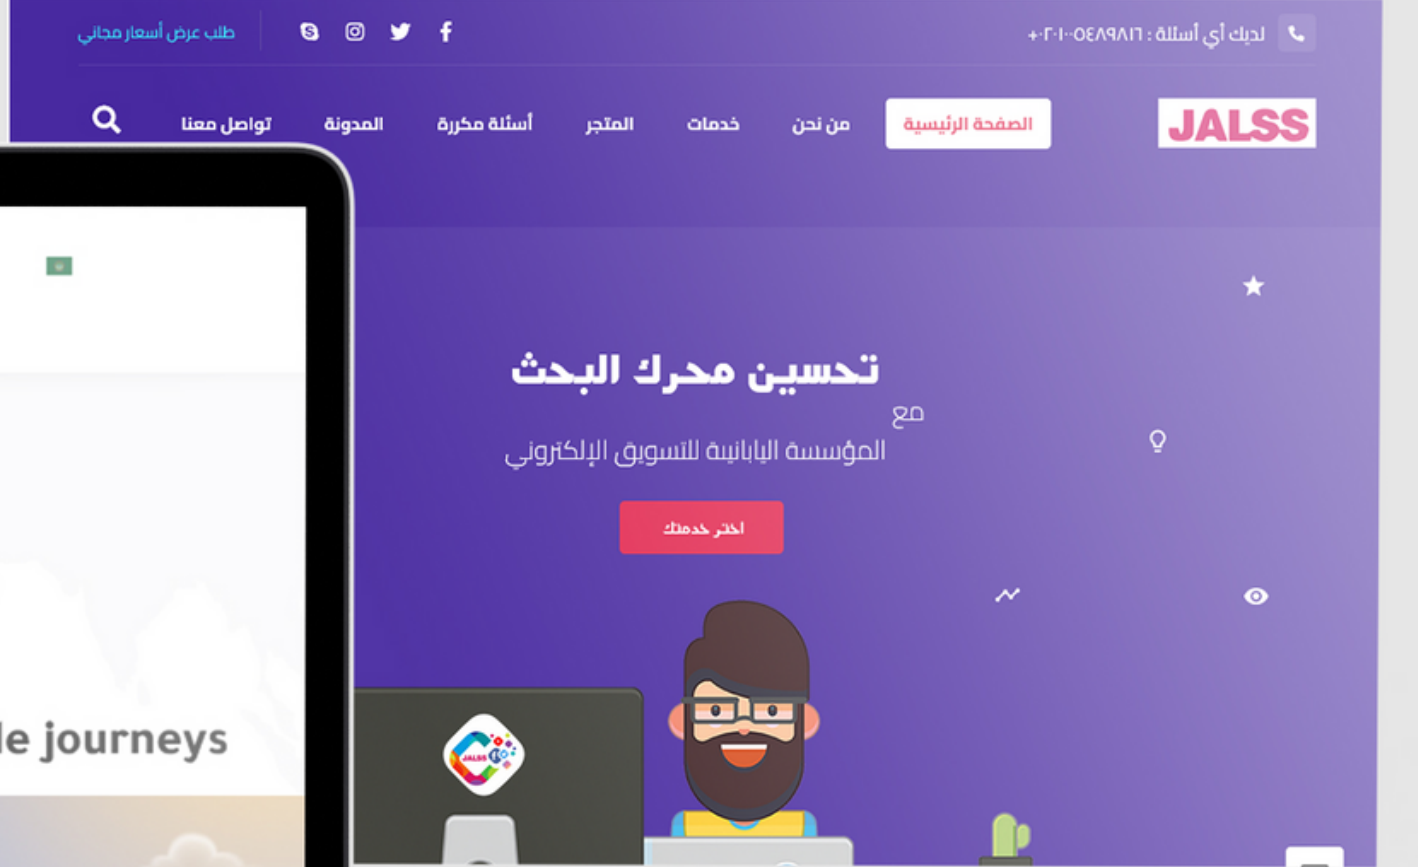 لديك أي أسئلة : ٠٢٠١٠٠٥٤٨٩٨١٦+
طلب عرض أسعار مجاني
JALSS
الصفحة الرئيسية
من نحن
خدمات
المتجر
أسئلة مكررة
المدونة
تواصل معنا
تحسين محرك البحث
مع
المؤسسة اليابانية للتسويق الإلكتروني
اختر خدمتك
JALSS
le journeys